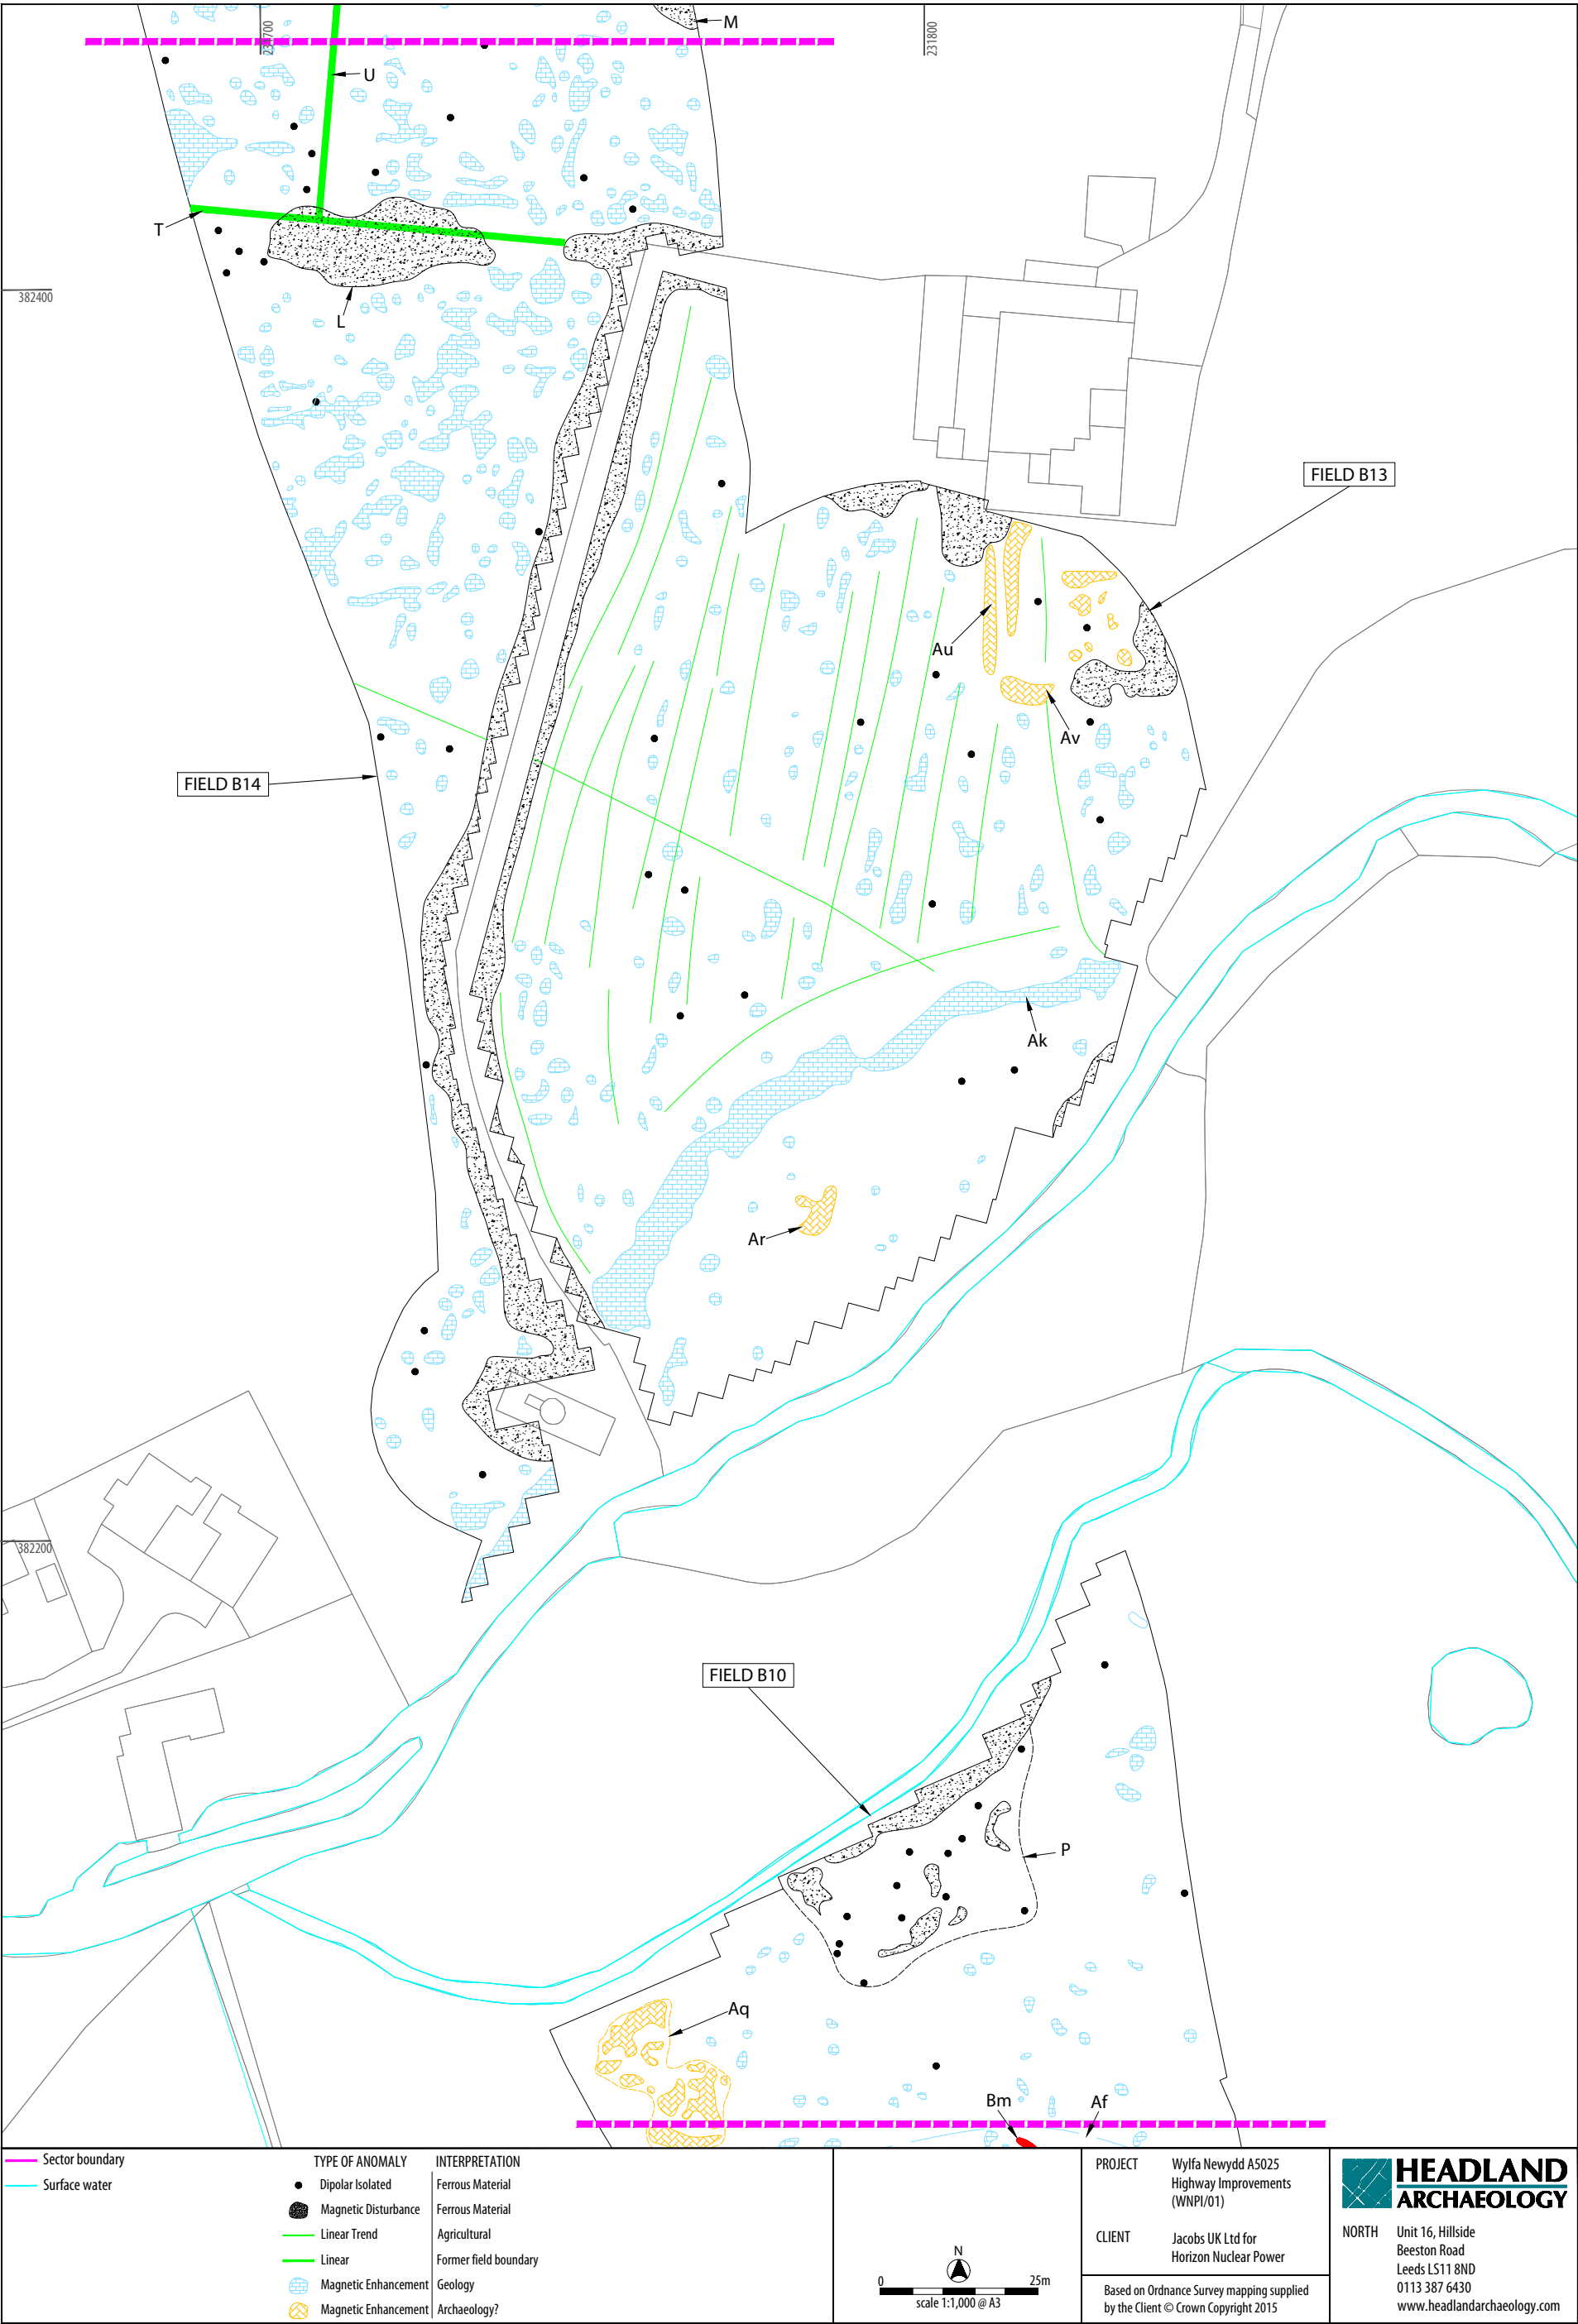 M
231700
231800
U
T
382400
L
FIELD B13
Au
Av
FIELD B14
Ak
Ar
382200
FIELD B10
P
Aq
Bm
Af
Sector boundary
Surface water
TYPE OF ANOMALY INTERPRETATION
Dipolar Isolated Ferrous Material
Magnetic Disturbance Ferrous Material
Linear Trend Agricultural
Linear Former field boundary
Magnetic Enhancement Geology
Magnetic Enhancement Archaeology?
N
0 25m
scale 1:1,000 @ A3
PROJECT Wylfa Newydd A5025
Highway Improvements
(WNPI/01)
CLIENT Jacobs UK Ltd for
Horizon Nuclear Power
Based on Ordnance Survey mapping supplied
by the Client © Crown Copyright 2015
HEADLAND
ARCHAEOLOGY
NORTH Unit 16, Hillside
Beeston Road
Leeds LS11 8ND
0113 387 6430
www.headlandarchaeology.com